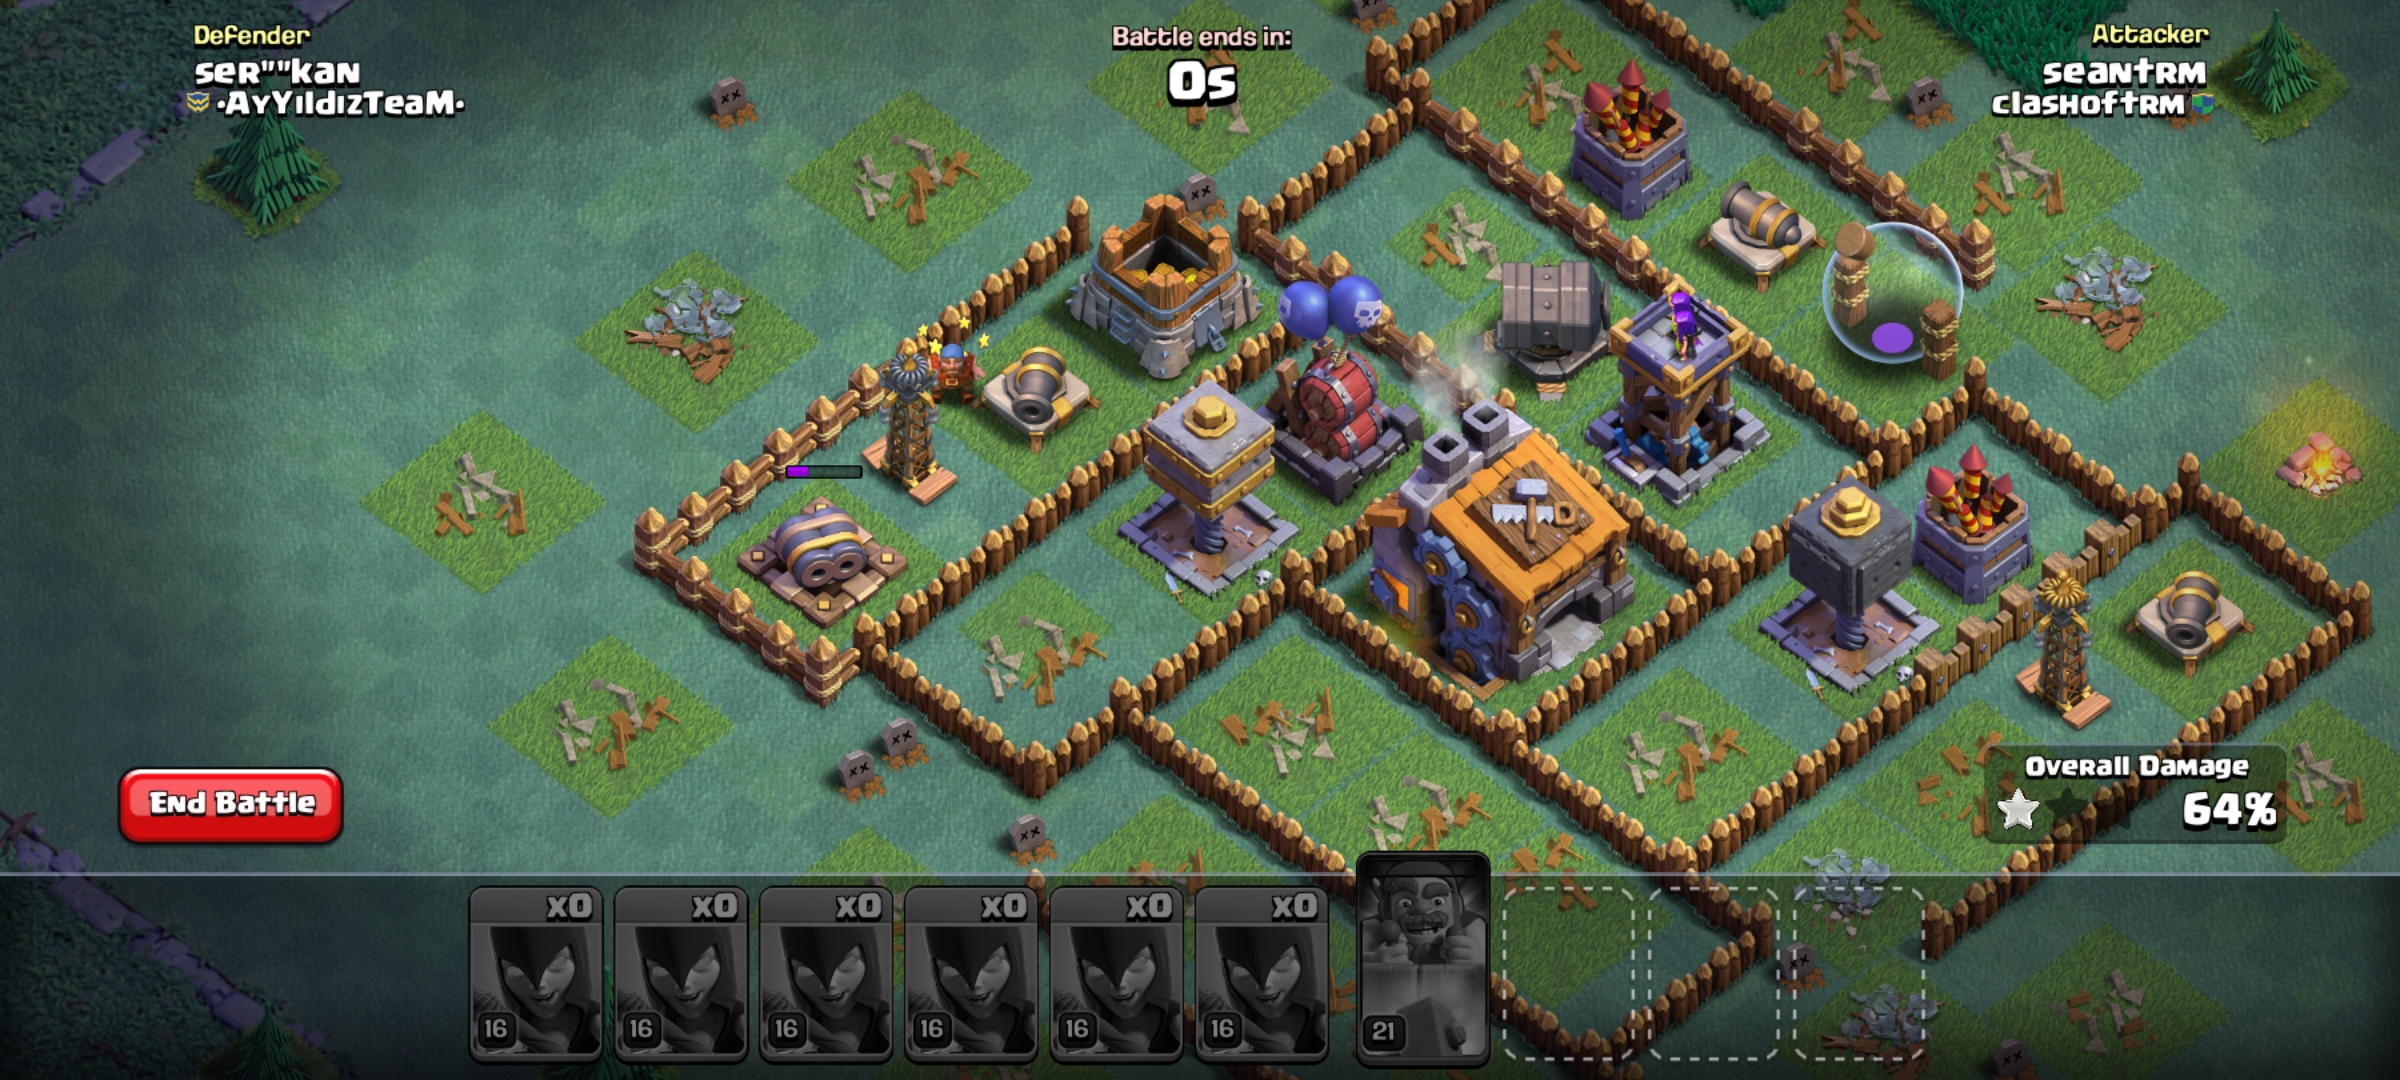 Defender
seR""kaN
•AyYıldızTeaM•
Battle ends in:
0s
Attacker
seantRM
clashoftRM
End Battle
Overall Damage
64%
x0
x0
x0
x0
x0
x0
16
16
16
16
16
16
21